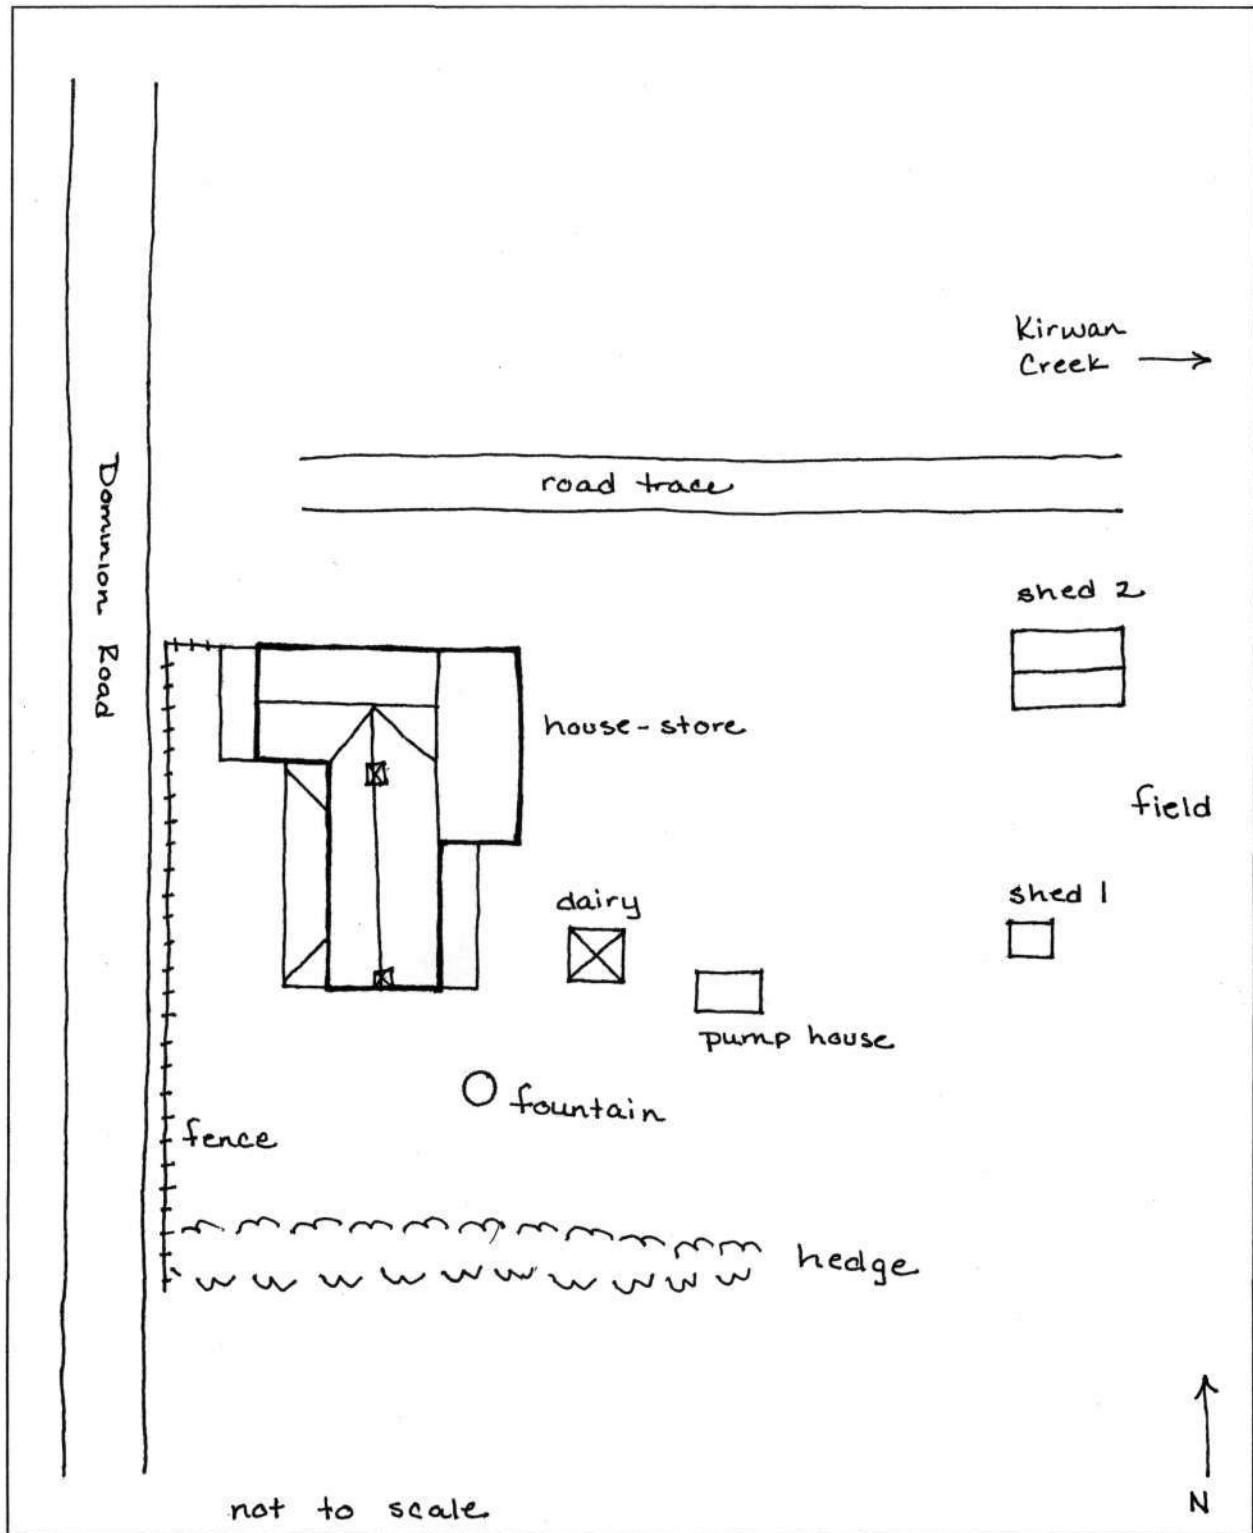 Kirwan
Creek
road trace
Dominion Road
shed 2
house-store
field
dairy
shed 1
pump house
fountain
fence
hedge
N
not to scale